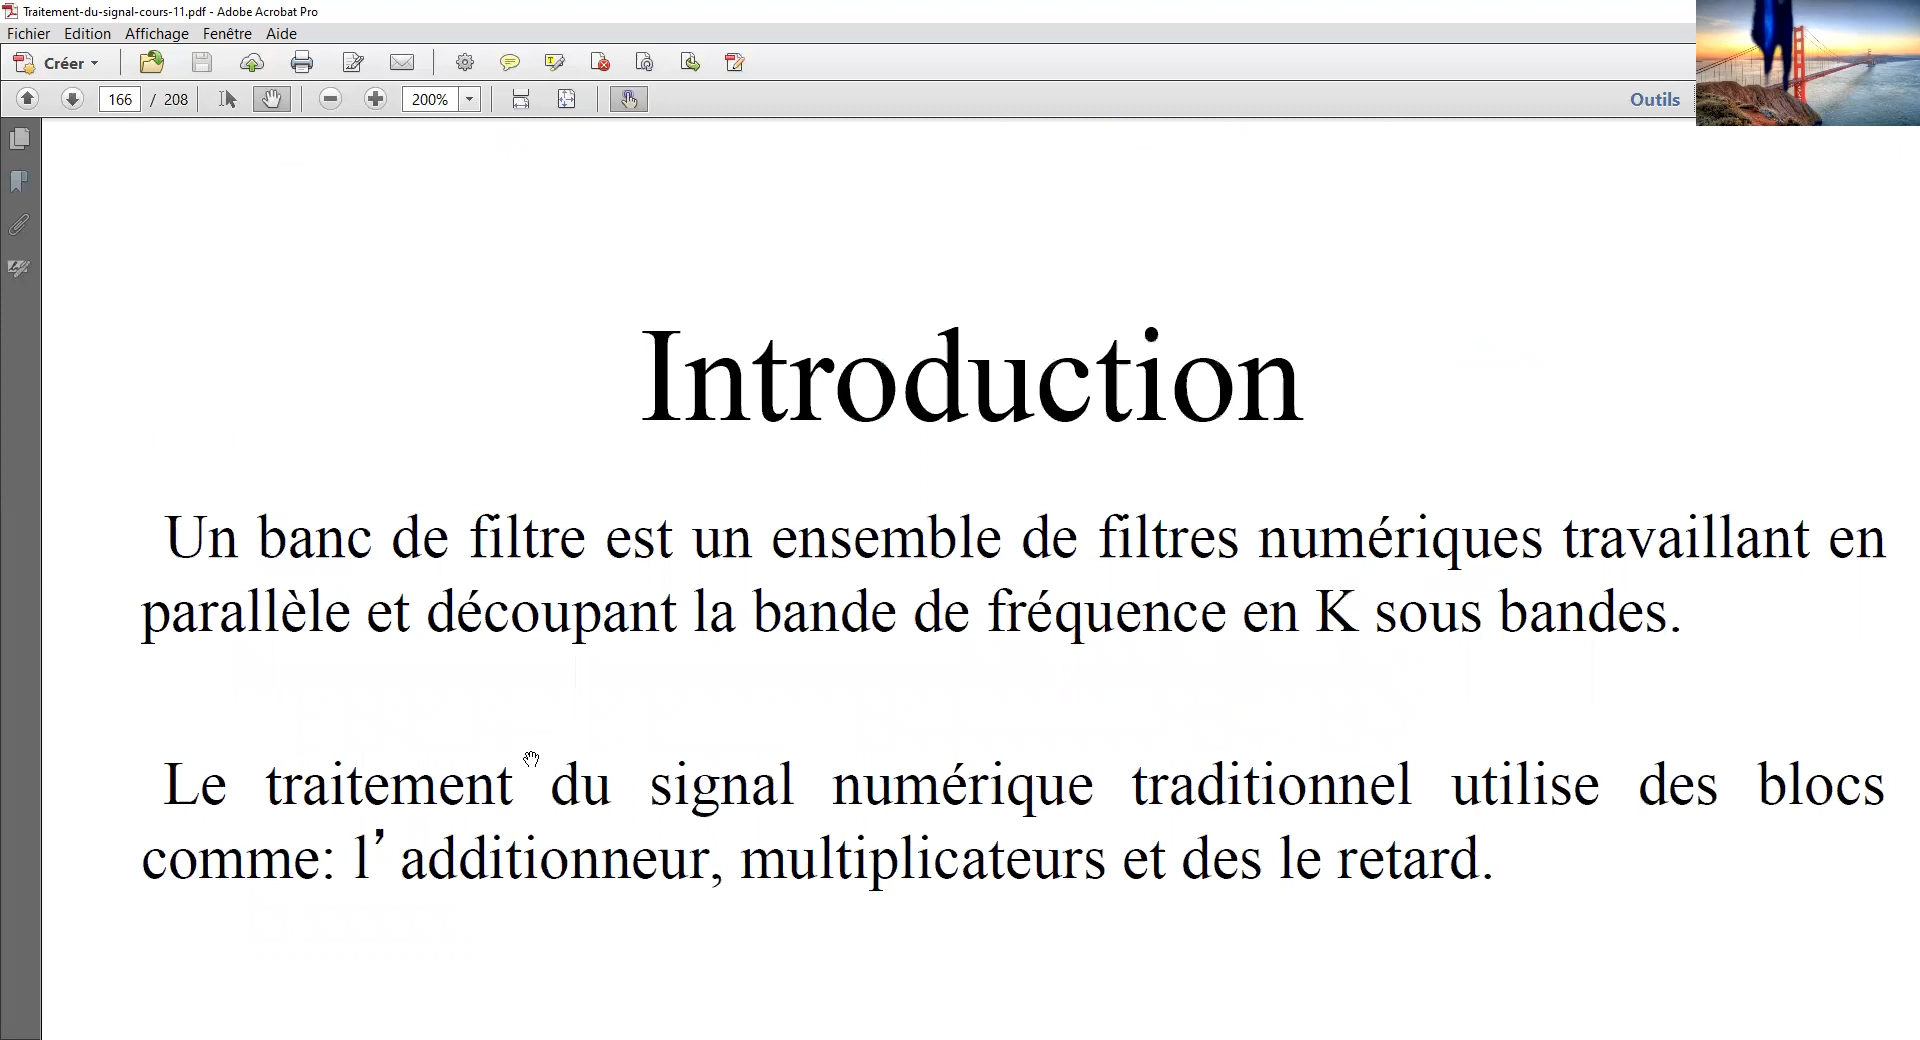 Traitement-du-signal-cours-11.pdf - Adobe Acrobat Pro
Fichier Edition Affichage Fenêtre Aide
Créer
166 / 208 200% Outils
Introduction
Un banc de filtre est un ensemble de filtres numériques travaillant en
parallèle et découpant la bande de fréquence en K sous bandes.
Le traitement du signal numérique traditionnel utilise des blocs
comme: l’ additionneur, multiplicateurs et des le retard.